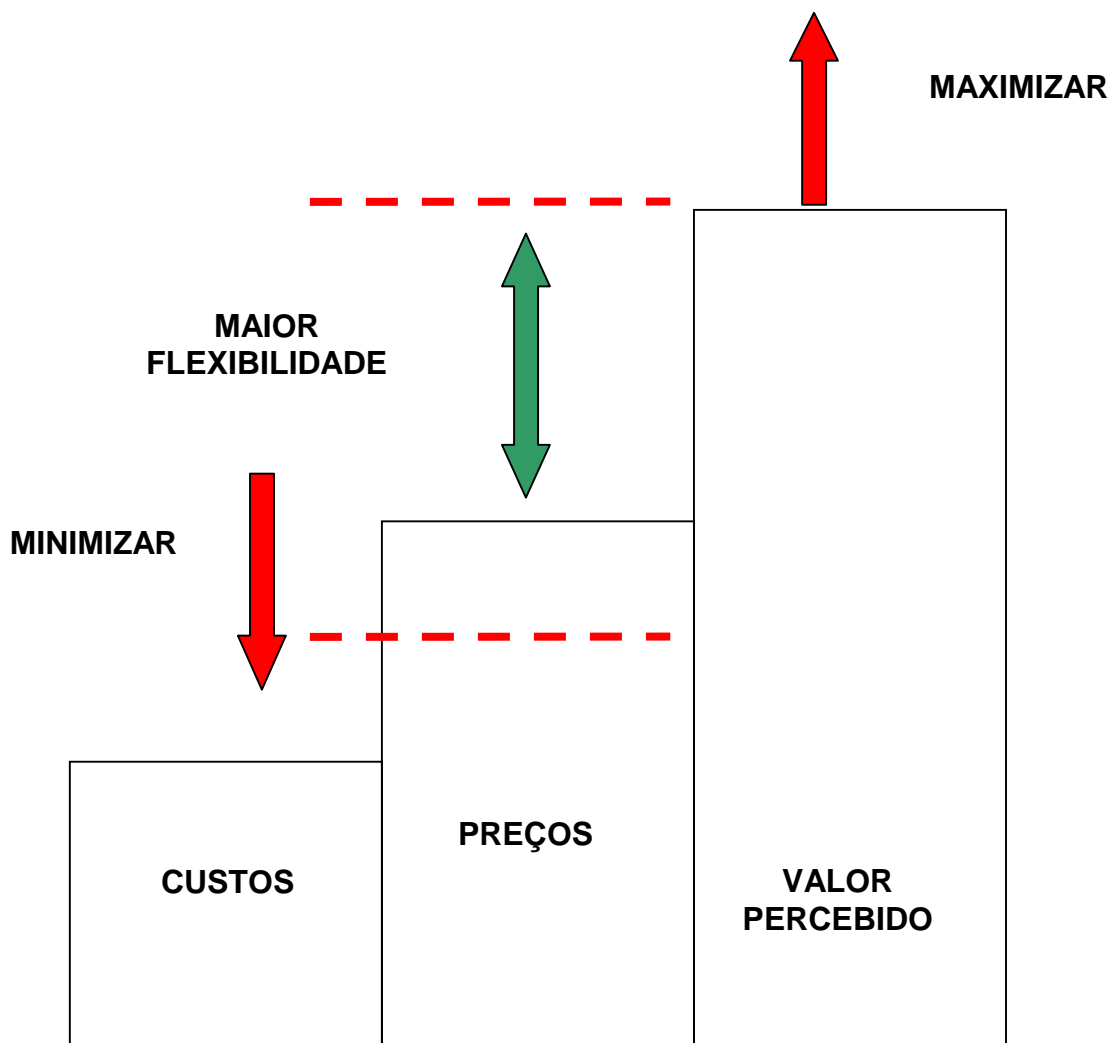 MAXIMIZAR
MAIOR
FLEXIBILIDADE
MINIMIZAR
PREÇOS
CUSTOS
VALOR
PERCEBIDO